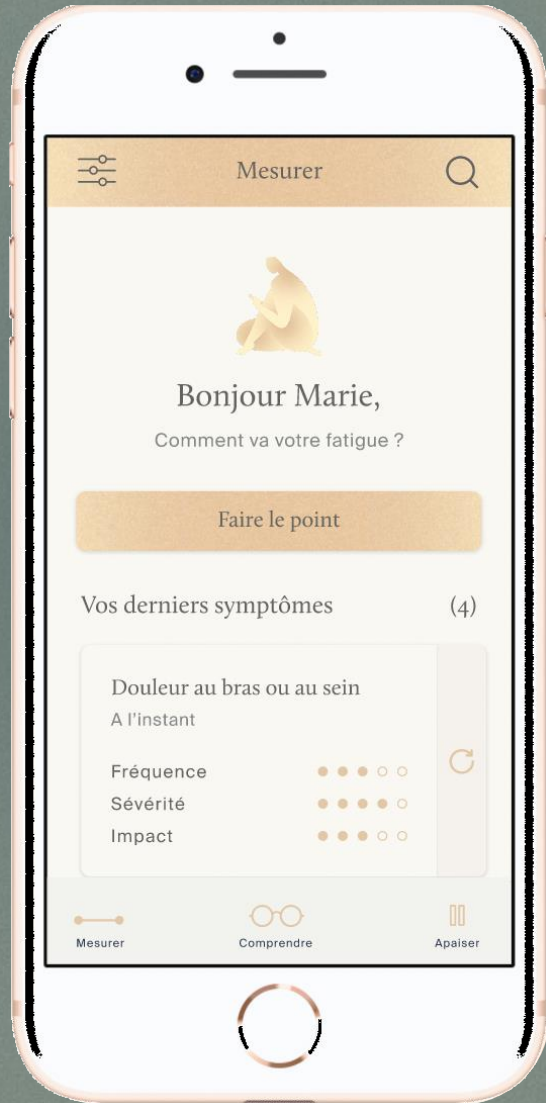 Mesurer
Bonjour Marie,
Comment va votre fatigue ?
Faire le point
Vos derniers symptômes (4)
Douleur au bras ou au sein
A l'instant
Fréquence
Sévérité
Impact
Mesurer Comprendre Apaiser